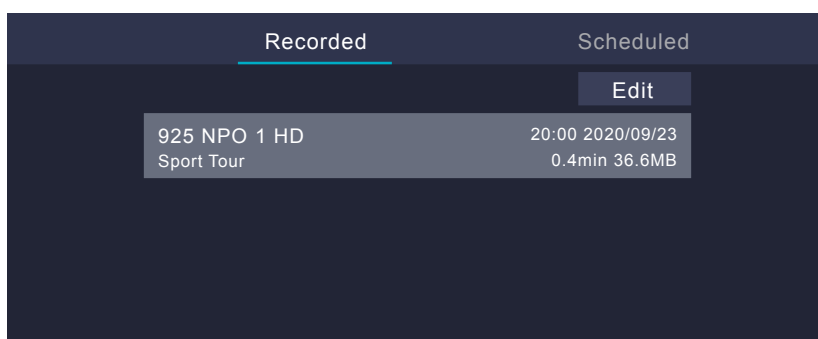 Recorded Scheduled
Edit
925 NPO 1 HD 20:00 2020/09/23
Sport Tour 0.4min 36.6MB